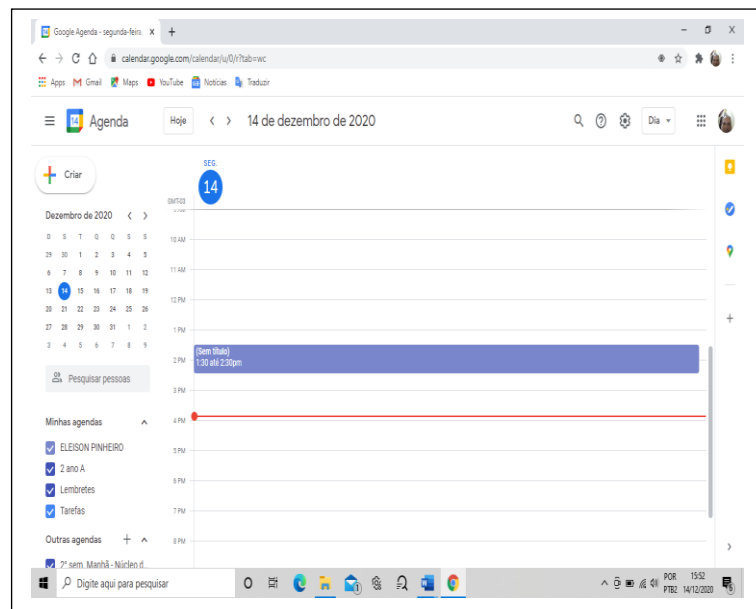 Google Agenda - segunda-feira,
calendar.google.com/calendar/u/0/r?tab=wc
Apps Gmail Maps YouTube Notícias Traduzir
14 Agenda Hoje 14 de dezembro de 2020 Dia
Criar
SEG.
14
GMT-03
Dezembro de 2020
D S T Q Q S S
29 30 1 2 3 4 5
6 7 8 9 10 11 12
13 14 15 16 17 18 19
20 21 22 23 24 25 26
27 28 29 30 31 1 2
3 4 5 6 7 8 9
Pesquisar pessoas
Minhas agendas
ELEISON PINHEIRO
2 ano A
Lembretes
Tarefas
Outras agendas
2° sem. Manhã - Núcleo d...
10 AM
11 AM
12 PM
1 PM
(Sem título)
1:30 até 2:30pm
2 PM
3 PM
4 PM
5 PM
6 PM
7 PM
8 PM
Digite aqui para pesquisar
POR 15:52
PTB2 14/12/2020